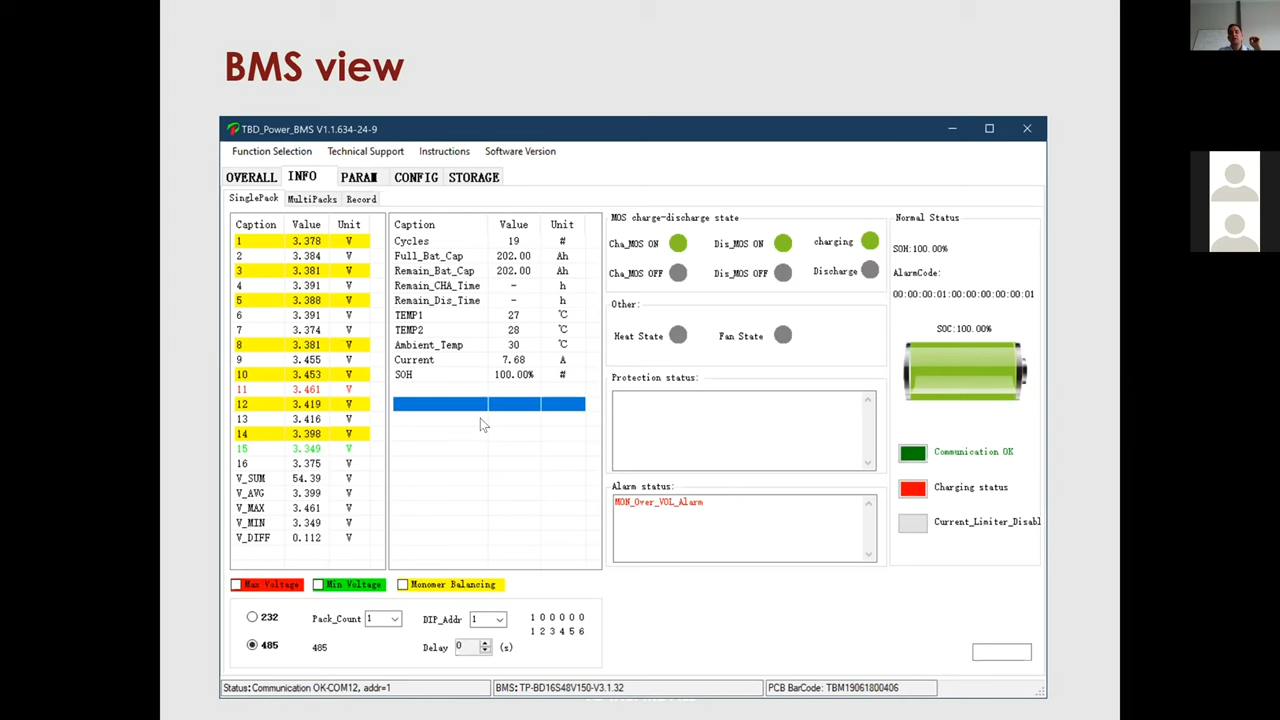 BMS view
TBD_Power_BMS V1.1.634-24-9
Function Selection Technical Support Instructions Software Version
OVERALL INFO PARAM CONFIG STORAGE
SinglePack MultiPacks Record
Caption Value Unit
1 3.378 V
2 3.384 V
3 3.381 V
4 3.391 V
5 3.388 V
6 3.391 V
7 3.374 V
8 3.381 V
9 3.455 V
10 3.453 V
11 3.461 V
12 3.419 V
13 3.416 V
14 3.398 V
15 3.349 V
16 3.375 V
V_SUM 54.39 V
V_AVG 3.399 V
V_MAX 3.461 V
V_MIN 3.349 V
V_DIFF 0.112 V
Caption Value Unit
Cycles 19 #
Full_Bat_Cap 202.00 Ah
Remain_Bat_Cap 202.00 Ah
Remain_CHA_Time - h
Remain_Dis_Time - h
TEMP1 27 ℃
TEMP2 28 ℃
Ambient_Temp 30 ℃
Current 7.68 A
SOH 100.00% #
MOS charge-discharge state
Cha_MOS ON Dis_MOS ON charging
Cha_MOS OFF Dis_MOS OFF Discharge
Other:
Heat State Fan State
Protection status:
Alarm status:
MON_Over_VOL_Alarm
Normal Status
SOH:100.00%
AlarmCode:
00:00:00:01:00:00:00:00:00:01
SOC:100.00%
Communication OK
Charging status
Current_Limiter_Disabl
Max Voltage Min Voltage Monomer Balancing
232 Pack_Count 1 DIP_Addr 1 1 0 0 0 0 0
1 2 3 4 5 6
485 485 Delay 0 (s)
Status:Communication OK-COM12, addr=1 BMS: TP-BD16S48V150-V3.1.32 PCB BarCode: TBM19061800406